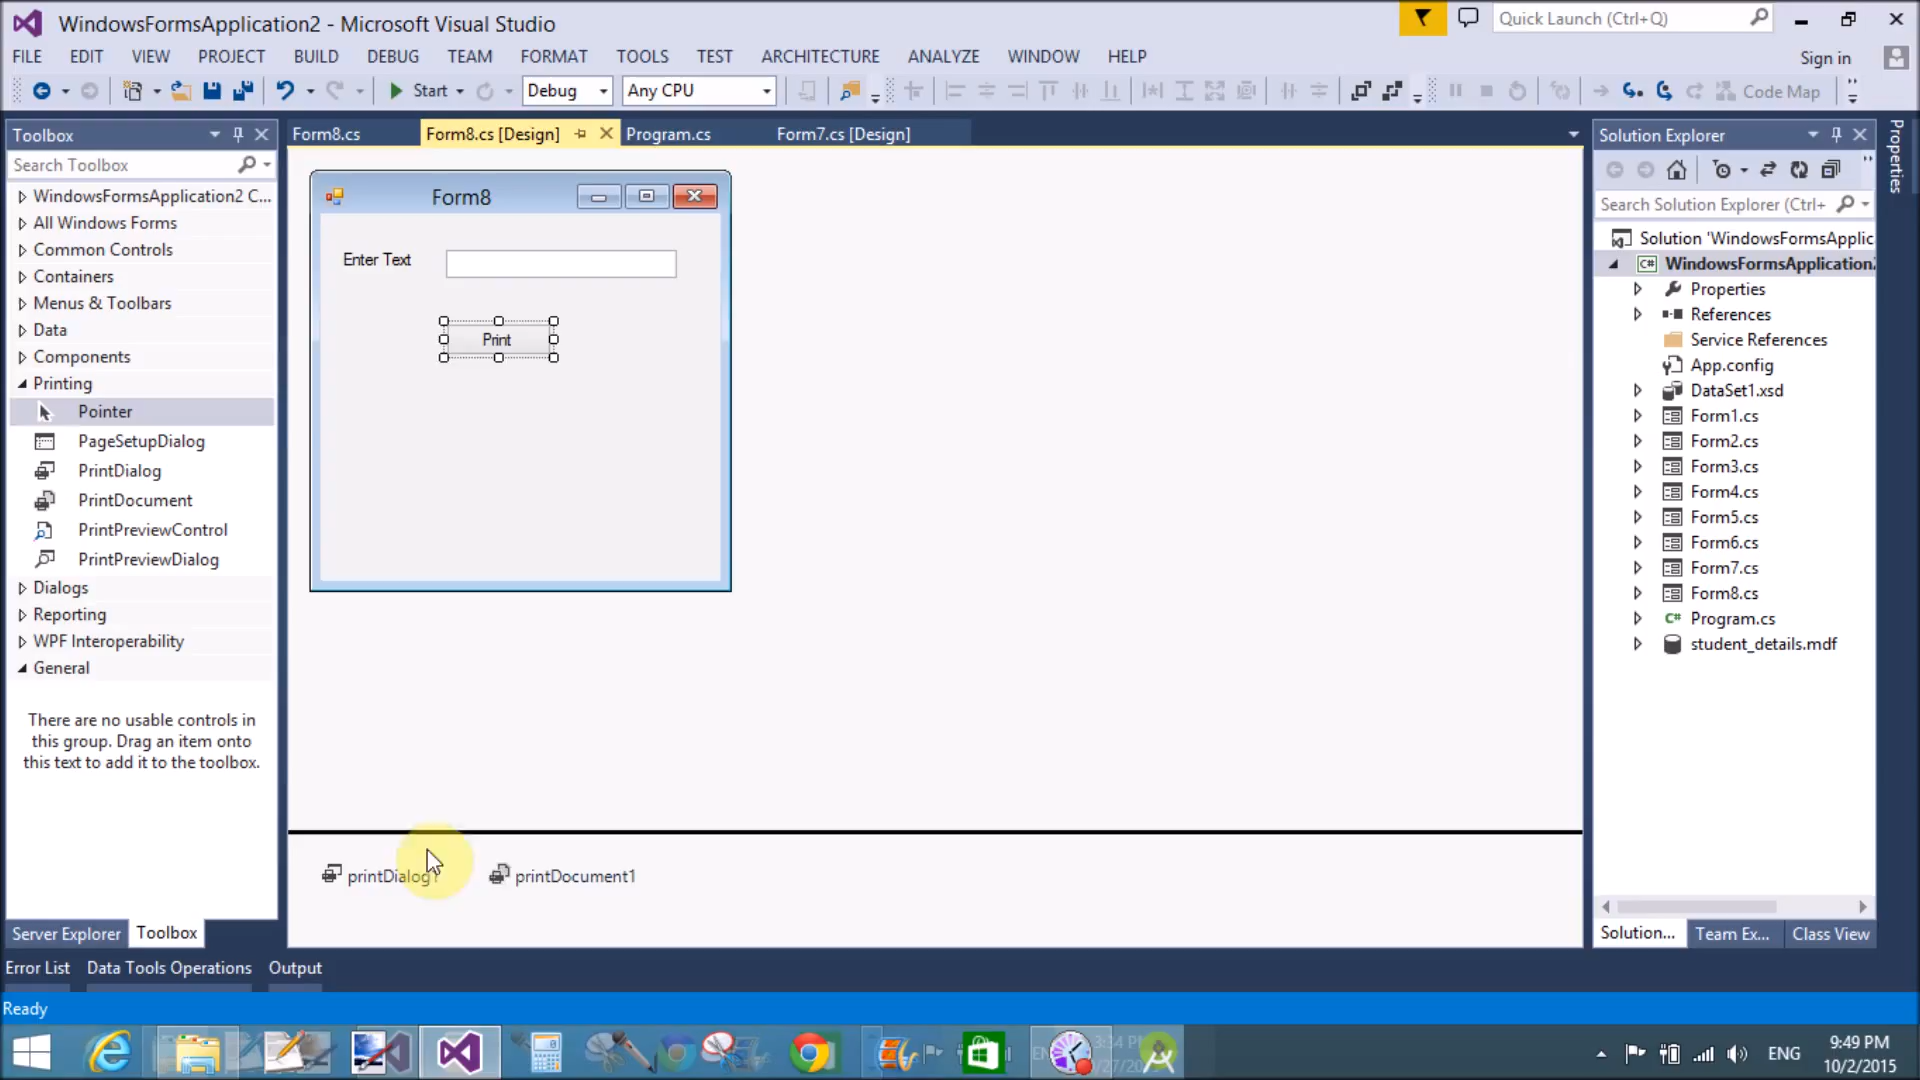 WindowsFormsApplication2 - Microsoft Visual Studio
Quick Launch (Ctrl+Q)
FILE EDIT VIEW PROJECT BUILD DEBUG TEAM FORMAT TOOLS TEST ARCHITECTURE ANALYZE WINDOW HELP
Sign in
Start Debug Any CPU Code Map
Toolbox
Search Toolbox
WindowsFormsApplication2 C...
All Windows Forms
Common Controls
Containers
Menus & Toolbars
Data
Components
Printing
Pointer
PageSetupDialog
PrintDialog
PrintDocument
PrintPreviewControl
PrintPreviewDialog
Dialogs
Reporting
WPF Interoperability
General
There are no usable controls in
this group. Drag an item onto
this text to add it to the toolbox.
Server Explorer Toolbox
Form8.cs Form8.cs [Design] Program.cs Form7.cs [Design]
Form8
Enter Text
Print
printDialog1 printDocument1
Solution Explorer
Search Solution Explorer (Ctrl+
Solution 'WindowsFormsApplic
WindowsFormsApplication2
C# Properties
References
Service References
App.config
DataSet1.xsd
Form1.cs
Form2.cs
Form3.cs
Form4.cs
Form5.cs
Form6.cs
Form7.cs
Form8.cs
C# Program.cs
student_details.mdf
Solution... Team Ex... Class View
Properties
Error List Data Tools Operations Output
Ready
ENG
9:49 PM
10/2/2015